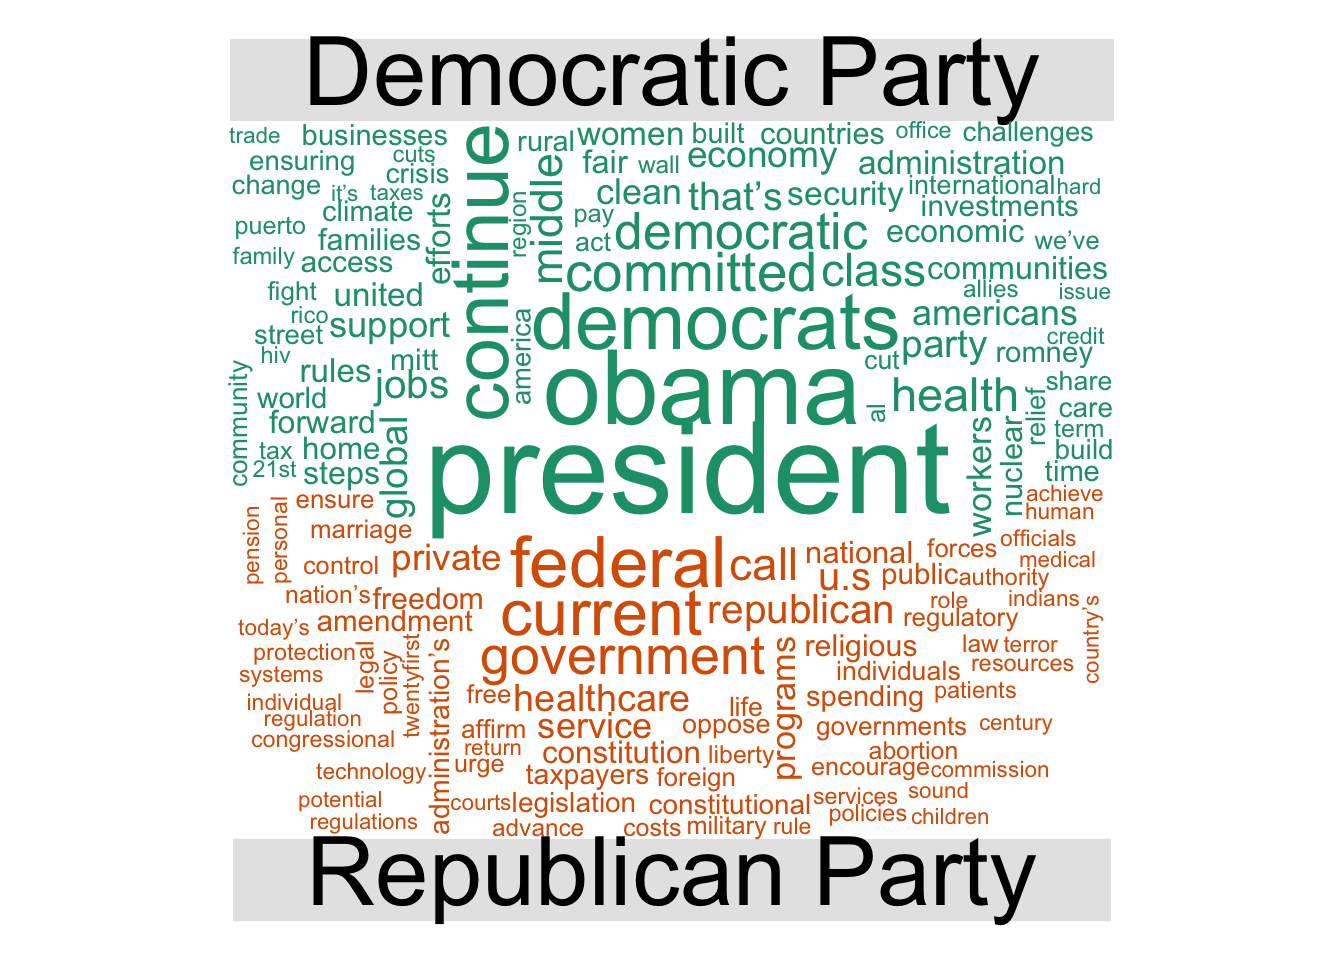 Democratic Party
trade businesses continue rural women built countries office challenges
ensuring cuts middle fair wall economy administration
change it's taxes crisis efforts region clean that's security international hard
puerto climate pay investments
family families act democratic economic we've
access committed class communities
fight united allies issue
rico support america democrats americans
street credit
hiv mitt obama cut party romney
community rules jobs al health share
world relief care
forward global workers nuclear term
tax home president build
21st steps time
pension personal ensure achieve
marriage human
control private federal call national forces officials
u.s public authority medical
nation's freedom current republican role indians country's
today's amendment regulatory
protection legal policy twentyfirst administration's government programs religious law terror
systems individuals resources
individual free healthcare life spending patients
regulation affirm service oppose governments century
congressional return constitution liberty abortion
technology urge taxpayers foreign encourage commission
potential courts legislation constitutional services sound
regulations advance costs military rule policies children
Republican Party